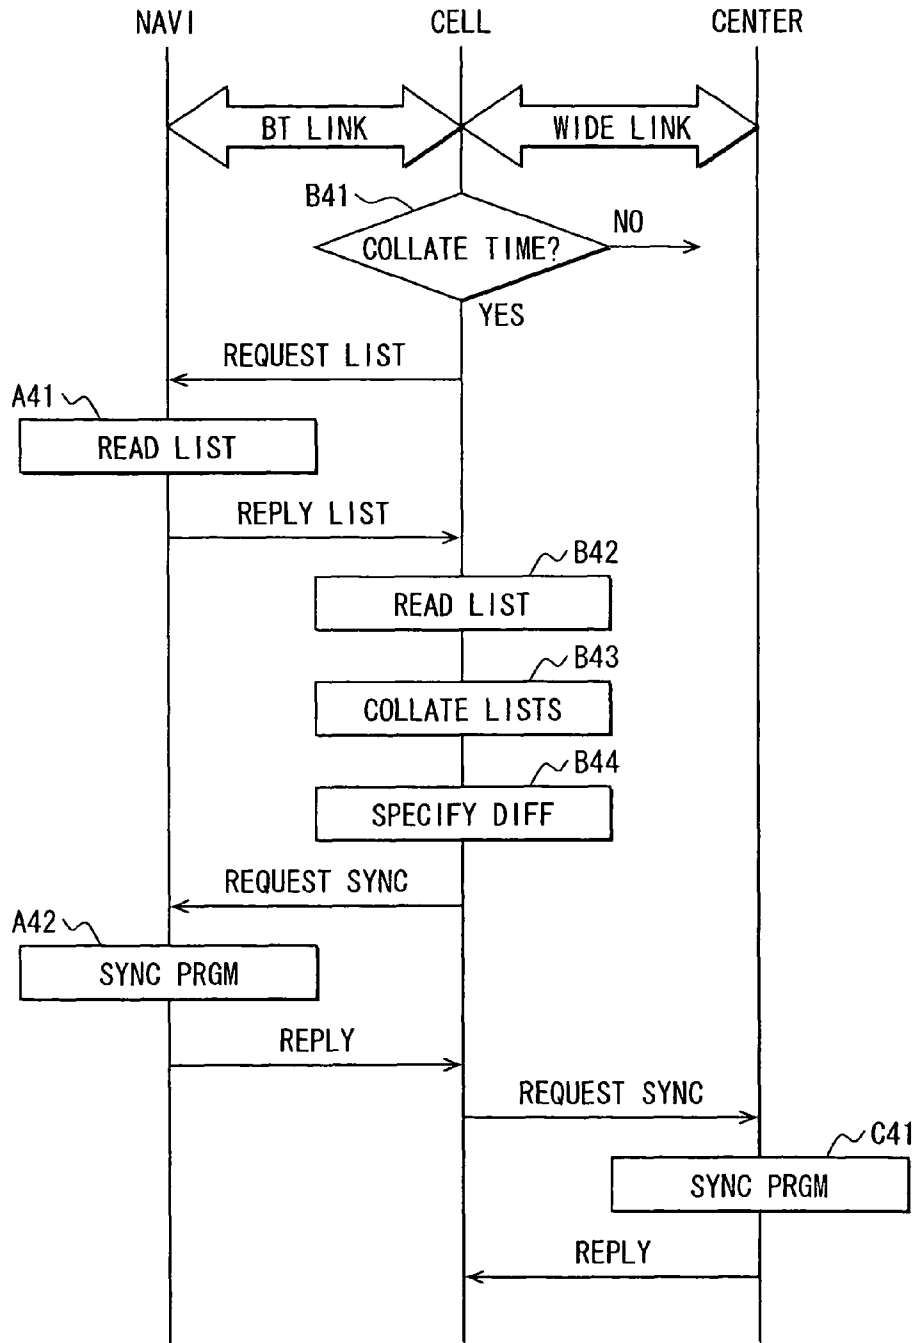 NAVI
CELL
CENTER
BT LINK
WIDE LINK
B41
COLLATE TIME?
NO
YES
REQUEST LIST
A41
READ LIST
REPLY LIST
B42
READ LIST
B43
COLLATE LISTS
B44
SPECIFY DIFF
REQUEST SYNC
A42
SYNC PRGM
REPLY
REQUEST SYNC
C41
SYNC PRGM
REPLY